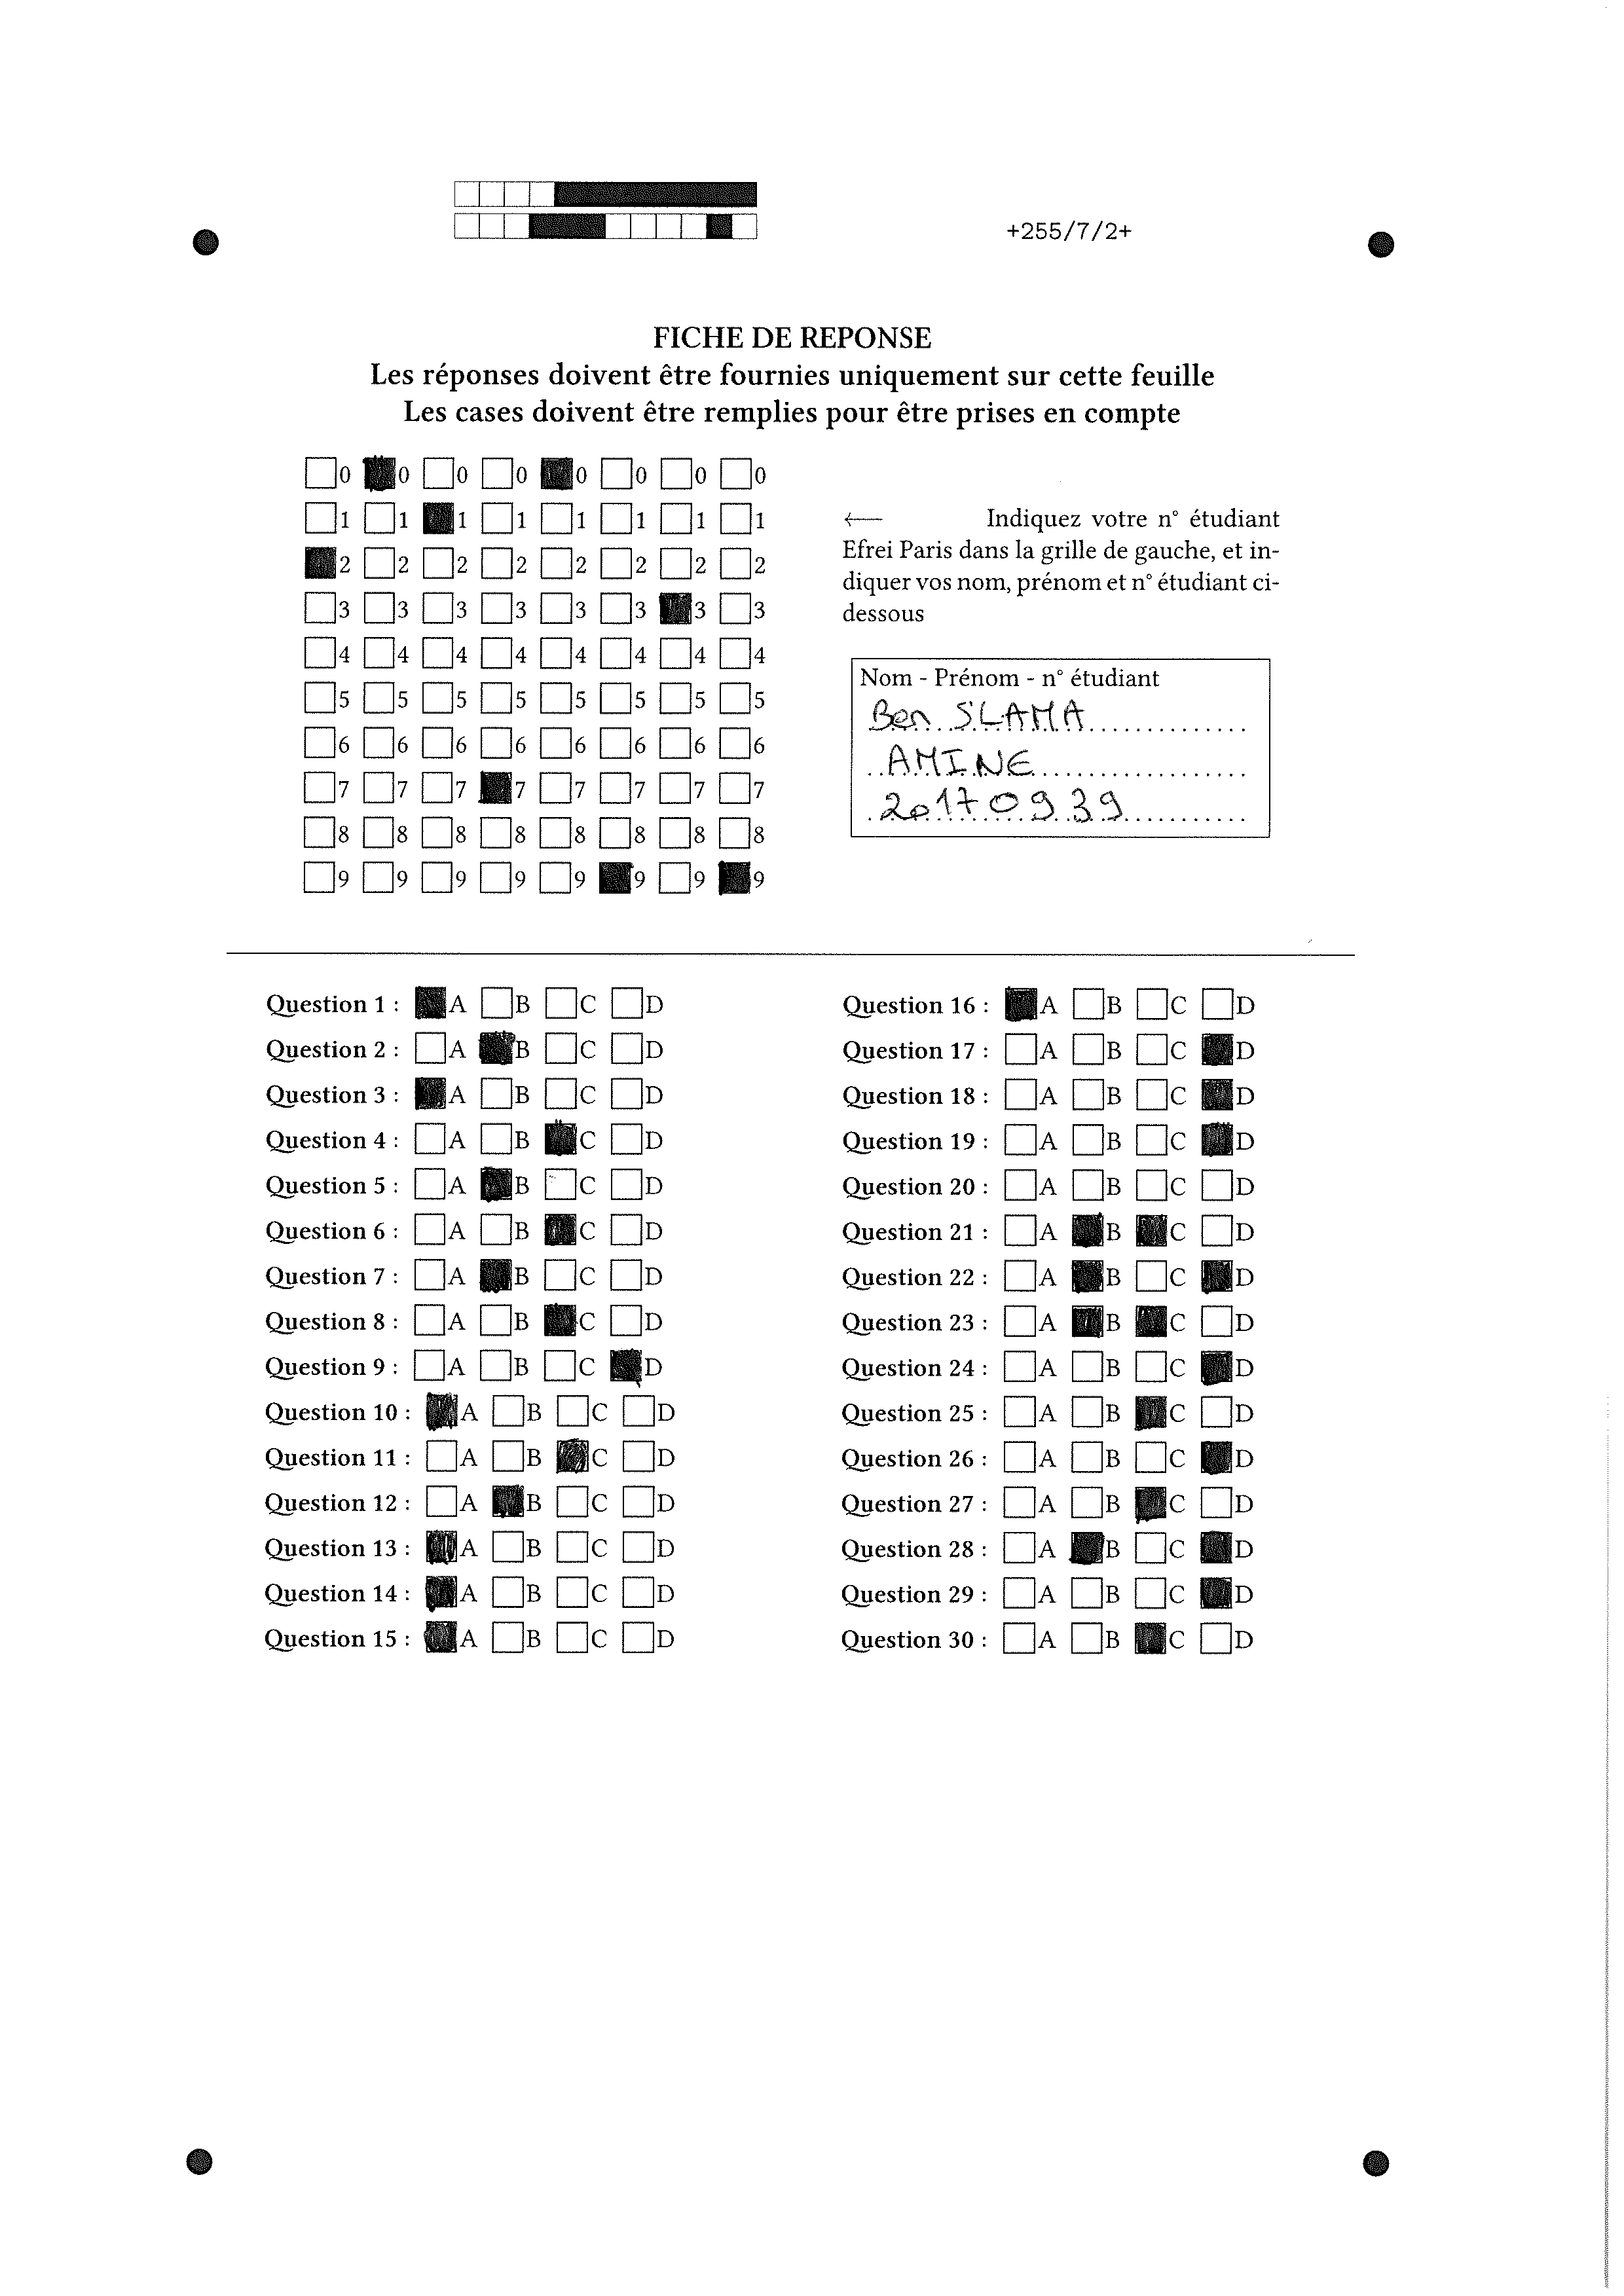 +255/7/2+
FICHE DE REPONSE
Les réponses doivent être fournies uniquement sur cette feuille
Les cases doivent être remplies pour être prises en compte
0 0 0 0 0 0 0 0
1 1 1 1 1 1 1 1
2 2 2 2 2 2 2 2
3 3 3 3 3 3 3 3
4 4 4 4 4 4 4 4
5 5 5 5 5 5 5 5
6 6 6 6 6 6 6 6
7 7 7 7 7 7 7 7
8 8 8 8 8 8 8 8
9 9 9 9 9 9 9 9
← Indiquez votre n° étudiant
Efrei Paris dans la grille de gauche, et in-
diquer vos nom, prénom et n° étudiant ci-
dessous
Nom - Prénom - n° étudiant
Ben SLAMA
AMINE
20170939
Question 1 : A B C D
Question 2 : A B C D
Question 3 : A B C D
Question 4 : A B C D
Question 5 : A B C D
Question 6 : A B C D
Question 7 : A B C D
Question 8 : A B C D
Question 9 : A B C D
Question 10 : A B C D
Question 11 : A B C D
Question 12 : A B C D
Question 13 : A B C D
Question 14 : A B C D
Question 15 : A B C D
Question 16 : A B C D
Question 17 : A B C D
Question 18 : A B C D
Question 19 : A B C D
Question 20 : A B C D
Question 21 : A B C D
Question 22 : A B C D
Question 23 : A B C D
Question 24 : A B C D
Question 25 : A B C D
Question 26 : A B C D
Question 27 : A B C D
Question 28 : A B C D
Question 29 : A B C D
Question 30 : A B C D